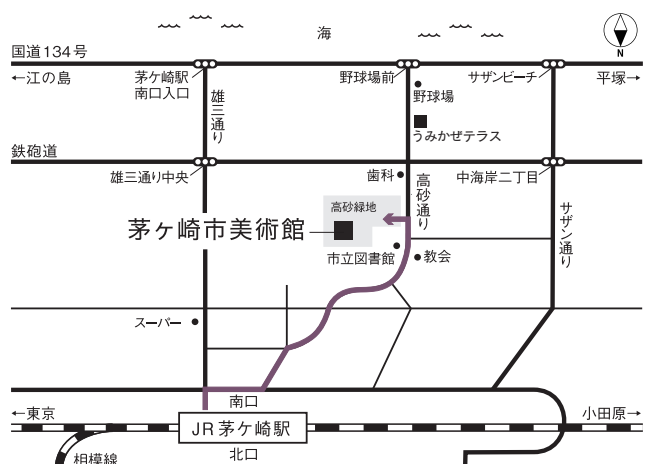 海
N
国道134号
←江の島
茅ケ崎駅
南口入口
野球場前
サザンビーチ
平塚→
雄三通り
野球場
うみかぜテラス
鉄砲道
雄三通り中央
歯科
高砂通り
中海岸二丁目
高砂緑地
茅ヶ崎市美術館
サザン通り
市立図書館
教会
スーパー
←東京
南口
小田原→
JR茅ケ崎駅
北口
相模線